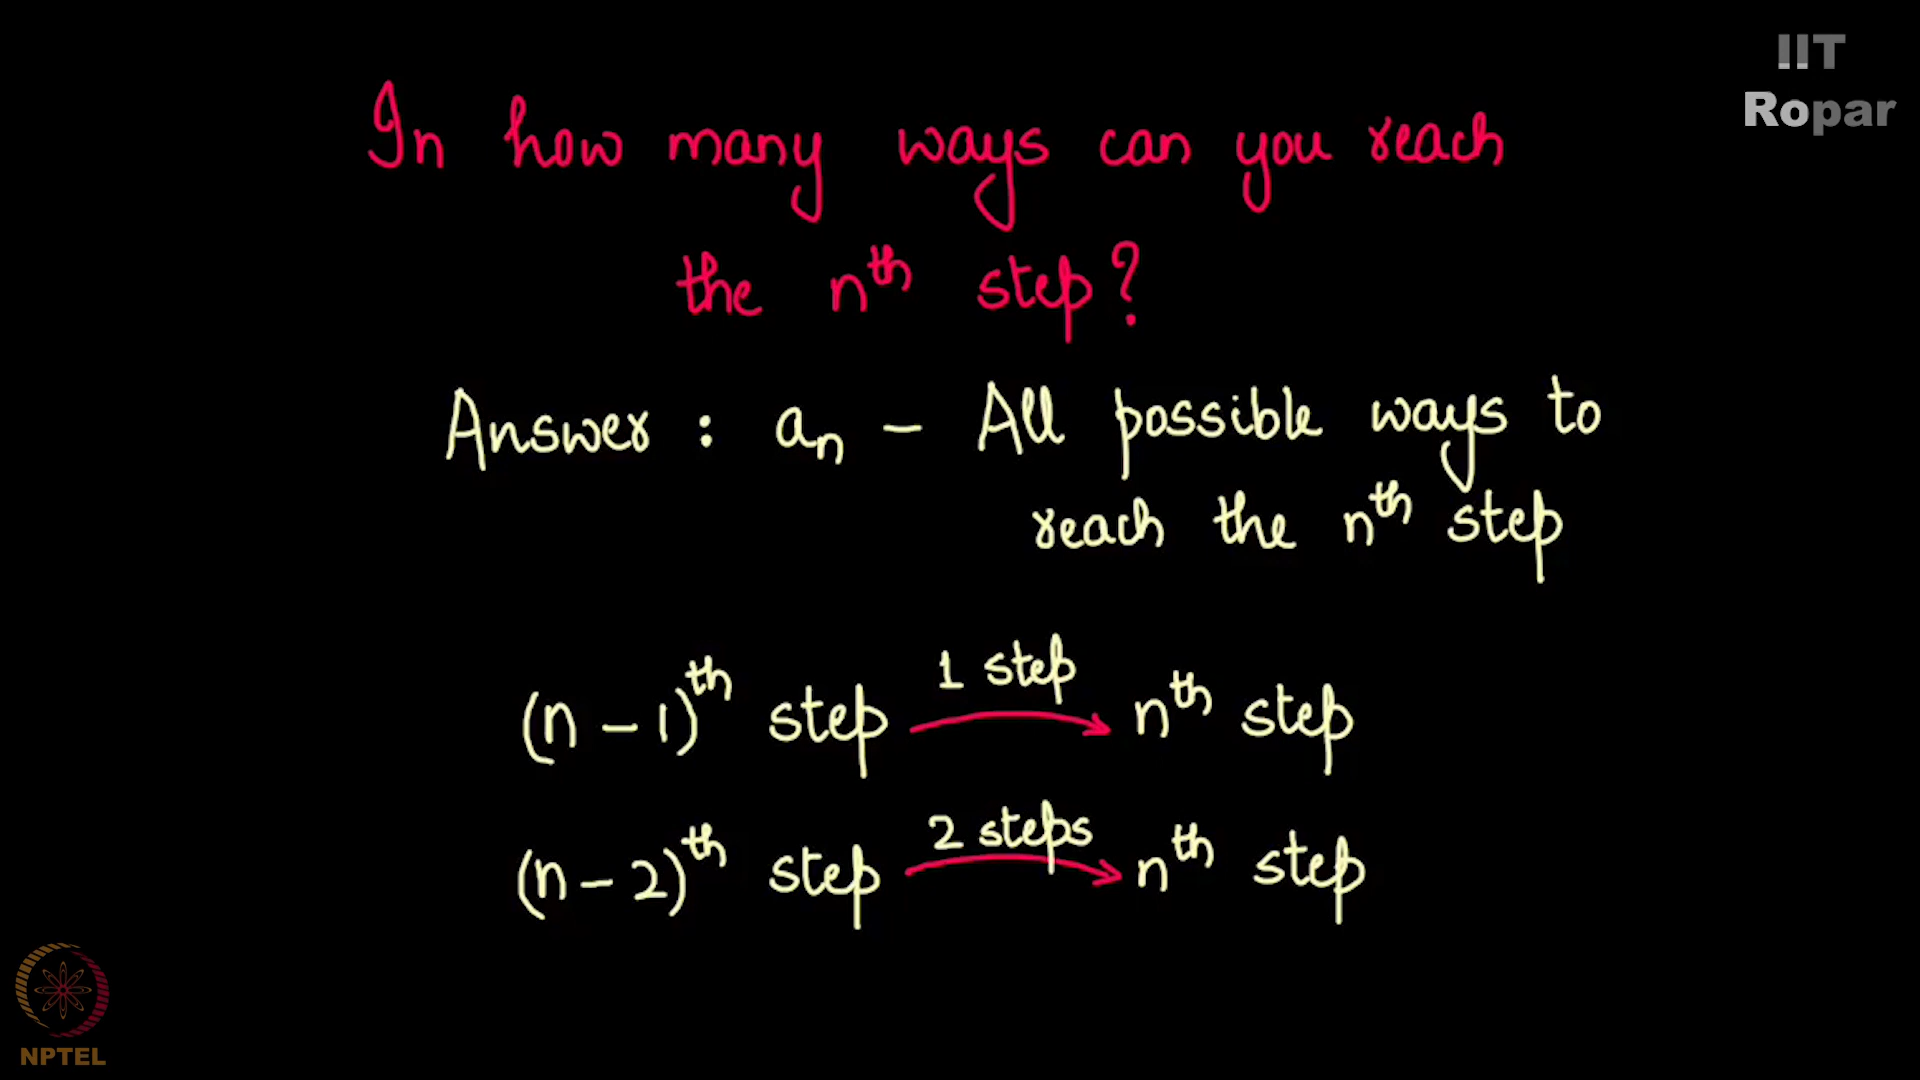 IIT
Ropar
In how many ways can you reach
the nth step?
Answer : an - All possible ways to
reach the nth step
(n - 1)th step 1 step nth step
(n - 2)th step 2 steps nth step
NPTEL